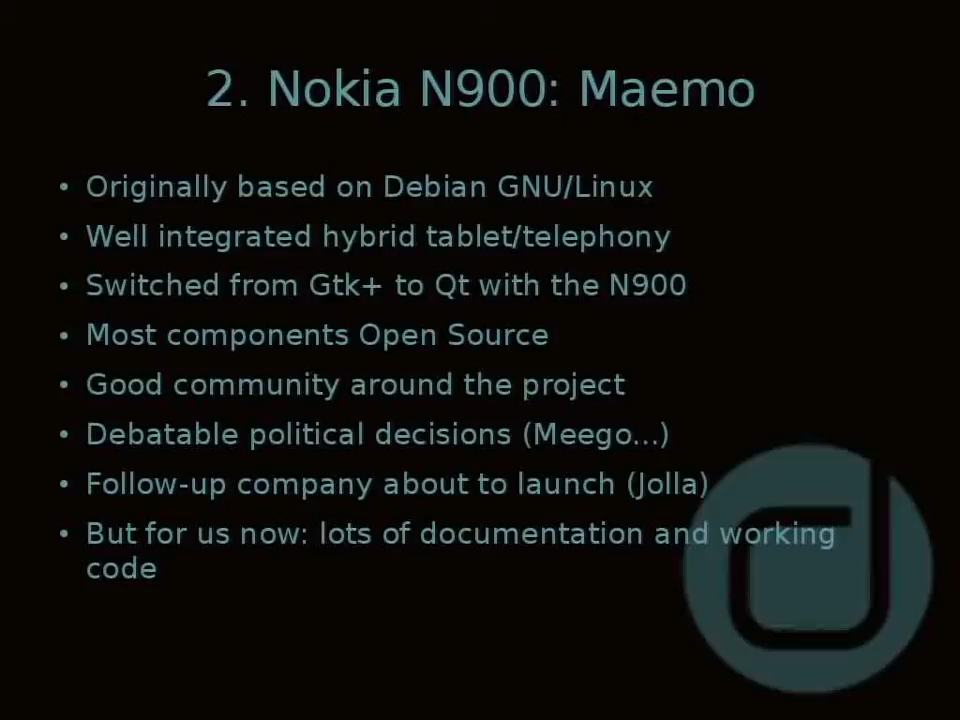 2. Nokia N900: Maemo
• Originally based on Debian GNU/Linux
• Well integrated hybrid tablet/telephony
• Switched from Gtk+ to Qt with the N900
• Most components Open Source
• Good community around the project
• Debatable political decisions (Meego...)
• Follow-up company about to launch (Jolla)
• But for us now: lots of documentation and working
code